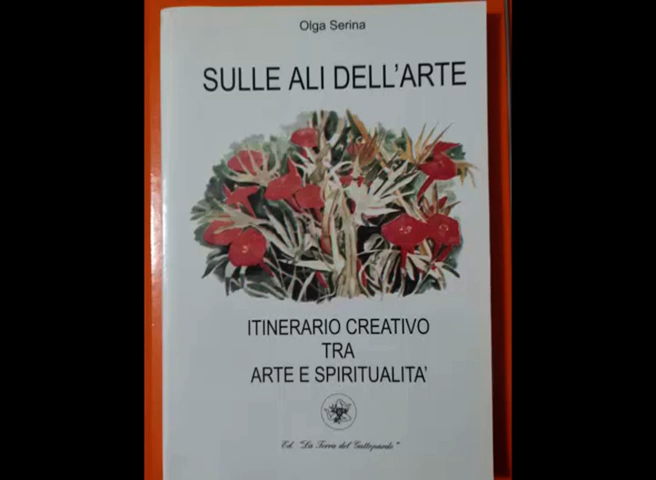 Olga Serina
SULLE ALI DELL'ARTE
ITINERARIO CREATIVO
TRA
ARTE E SPIRITUALITA'
Ed. "La Terra del Gattopardo"